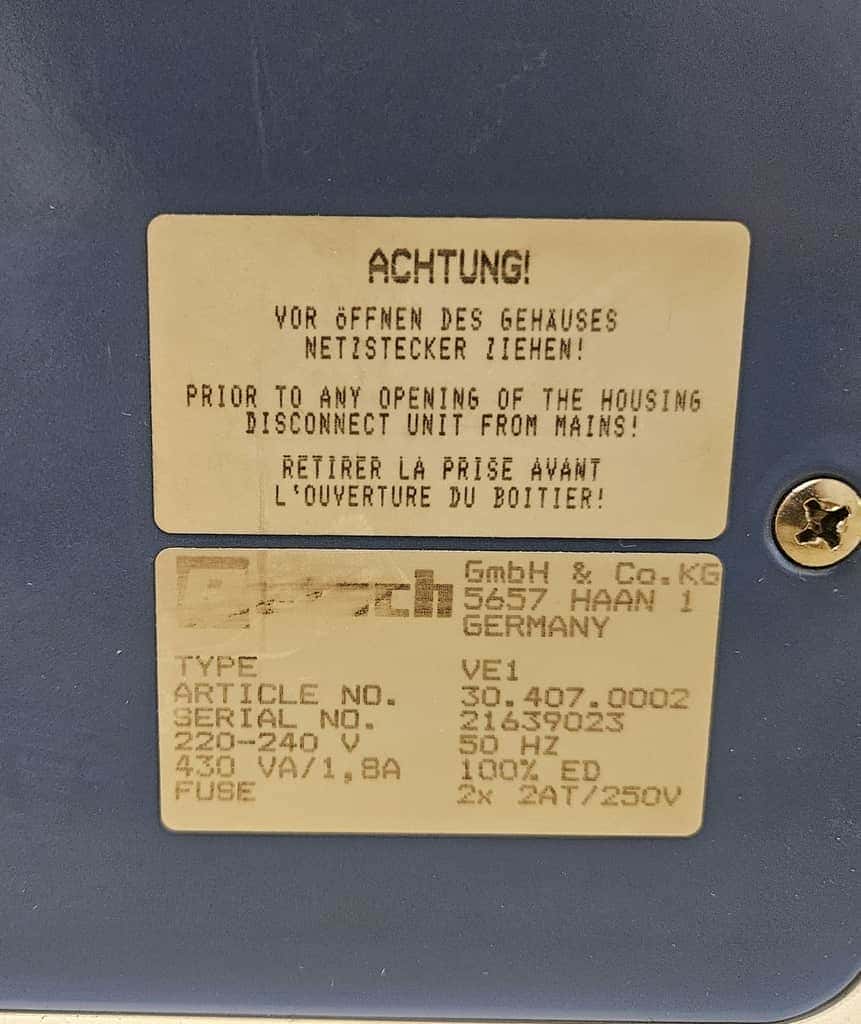 ACHTUNG!
VOR öFFNEN DES GEHÄUSES
NETZSTECKER ZIEHEN!
PRIOR TO ANY OPENING OF THE HOUSING
DISCONNECT UNIT FROM MAINS!
RETIRER LA PRISE AVANT
L'OUVERTURE DU BOITIER!
GmbH & Co.KG
5657 HAAN 1
GERMANY
TYPE VE1
ARTICLE NO. 30.407.0002
SERIAL NO. 21639023
220-240 V 50 HZ
430 VA/1,8A 100% ED
FUSE 2x 2AT/250V